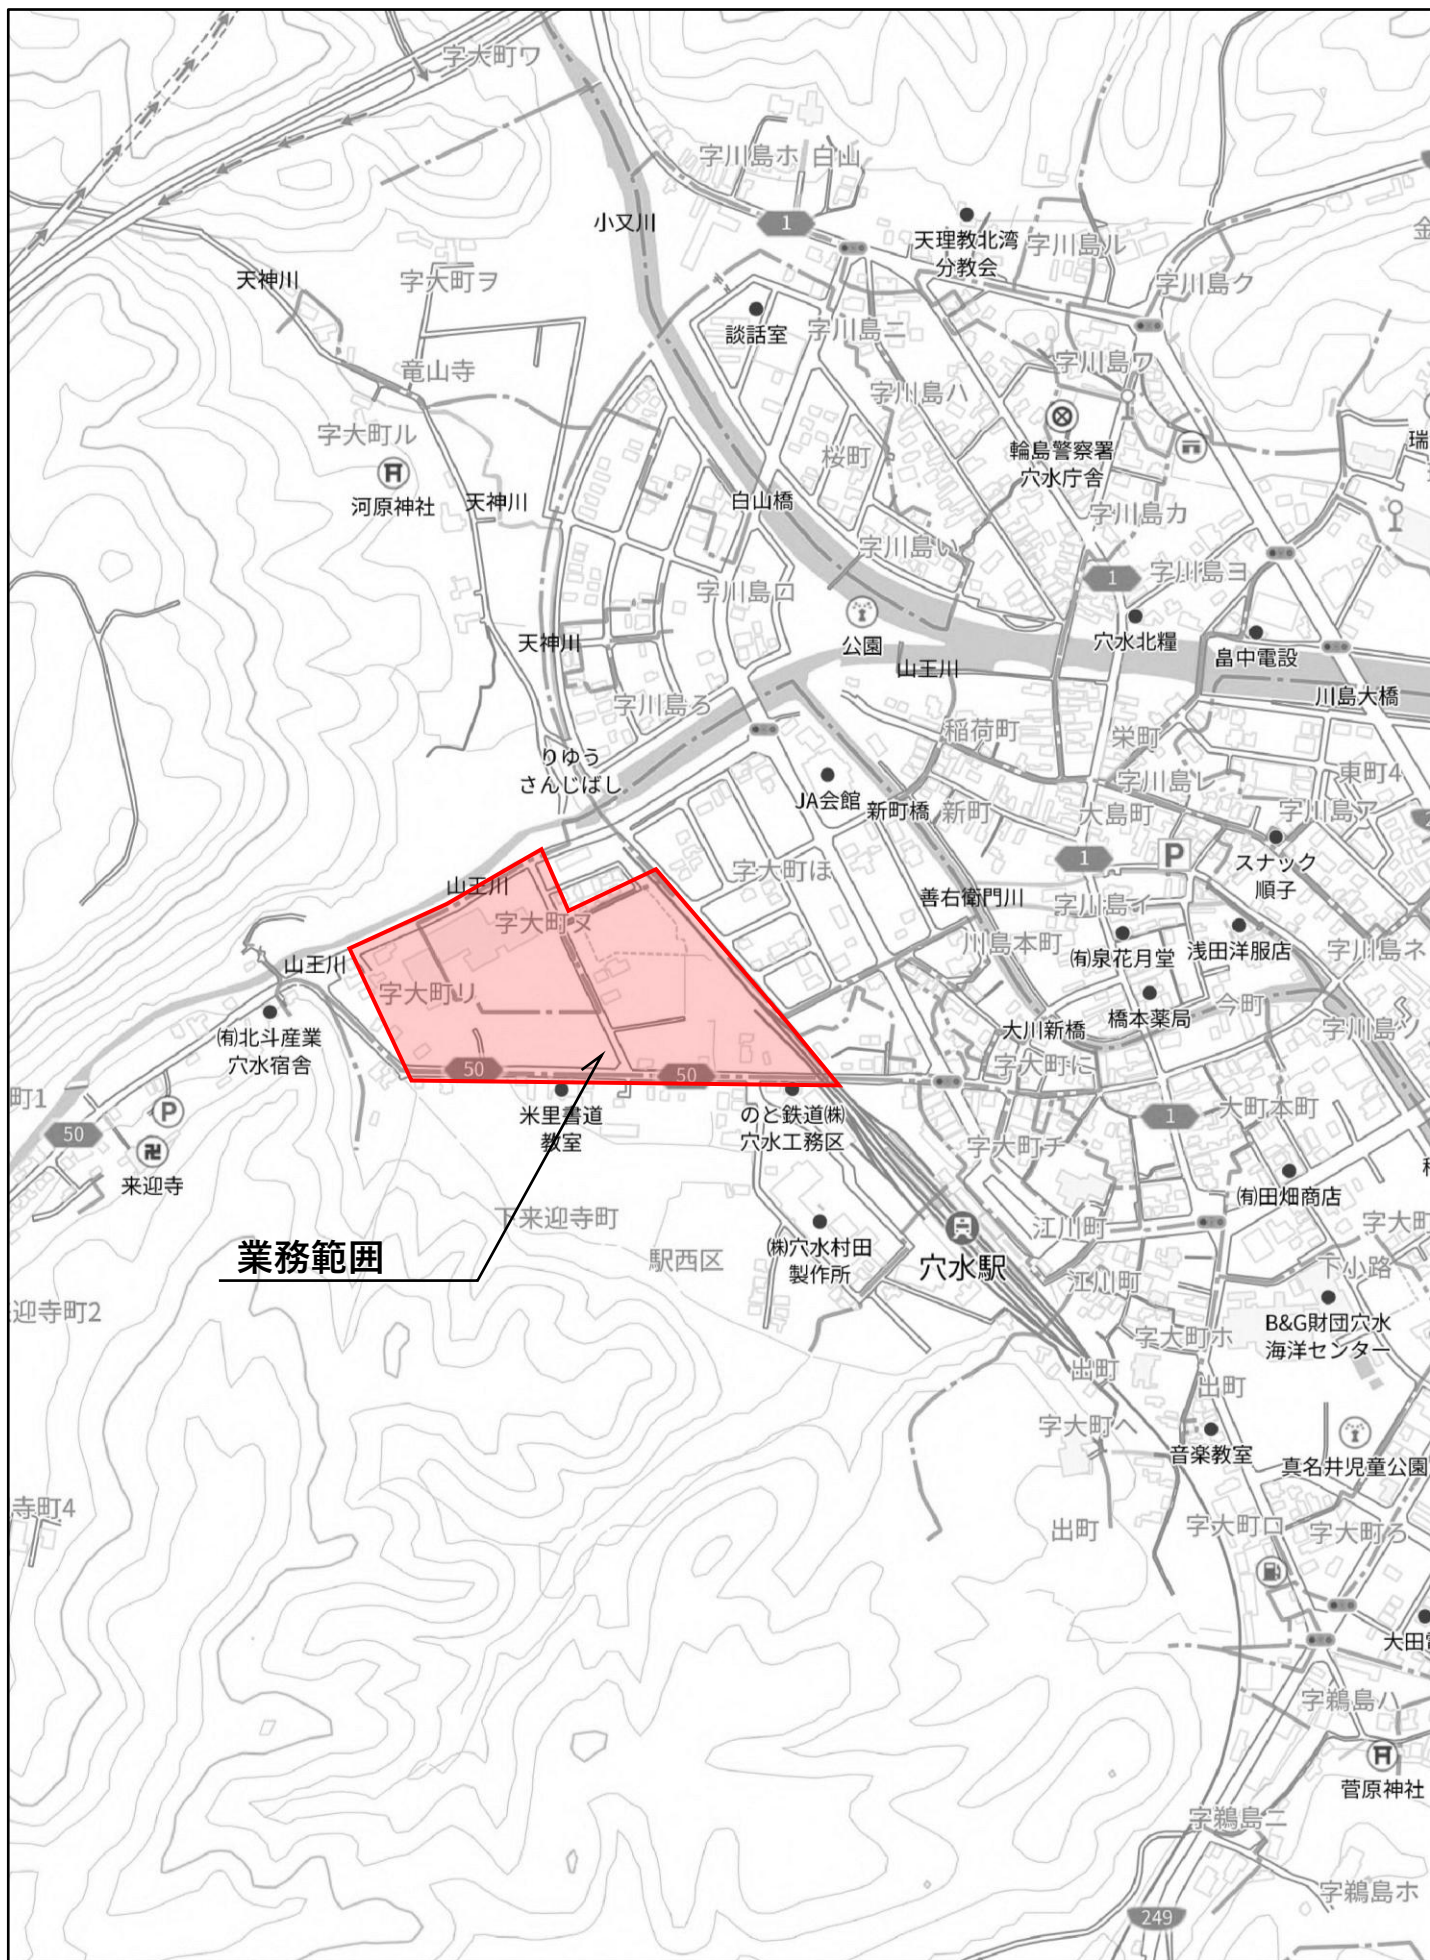 字大町ワ
字川島ホ
白山
小又川
1
天理教北湾
分教会
字川島ル
金
天神川
字大町ヲ
字川島ク
談話室
字川島ニ
字川島ワ
竜山寺
字川島ハ
字大町ル
輪島警察署
穴水庁舎
瑞
桜町
河原神社
天神川
白山橋
字川島カ
字川島い
字川島ヨ
1
字川島ロ
穴水北糧
畠中電設
天神川
公園
山王川
川島大橋
字川島ろ
稲荷町
栄町
りゆう
さんじばし
JA会館
新町橋
新町
字川島レ
大島町
東町4
字川島ア
字大町ほ
1
P
スナック
順子
山王川
善右衛門川
字川島イ
字大町ヌ
川島本町
(有)泉花月堂
浅田洋服店
字川島ネ
山王川
字大町リ
橋本薬局
今町
(有)北斗産業
穴水宿舎
大川新橋
字川島ソ
50
50
字大町に
町1
P
米里書道
教室
のと鉄道(株)
穴水工務区
1
大町本町
50
字大町チ
来迎寺
(有)田畑商店
下来迎寺町
江川町
字大町
業務範囲
駅西区
(株)穴水村田
製作所
穴水駅
下小路
江川町
迎寺町2
B&G財団穴水
海洋センター
字大町ホ
出町
出町
字大町へ
音楽教室
真名井児童公園
寺町4
出町
字大町ロ
字大町ろ
大田
字鵜島ハ
菅原神社
字鵜島ニ
字鵜島ホ
249